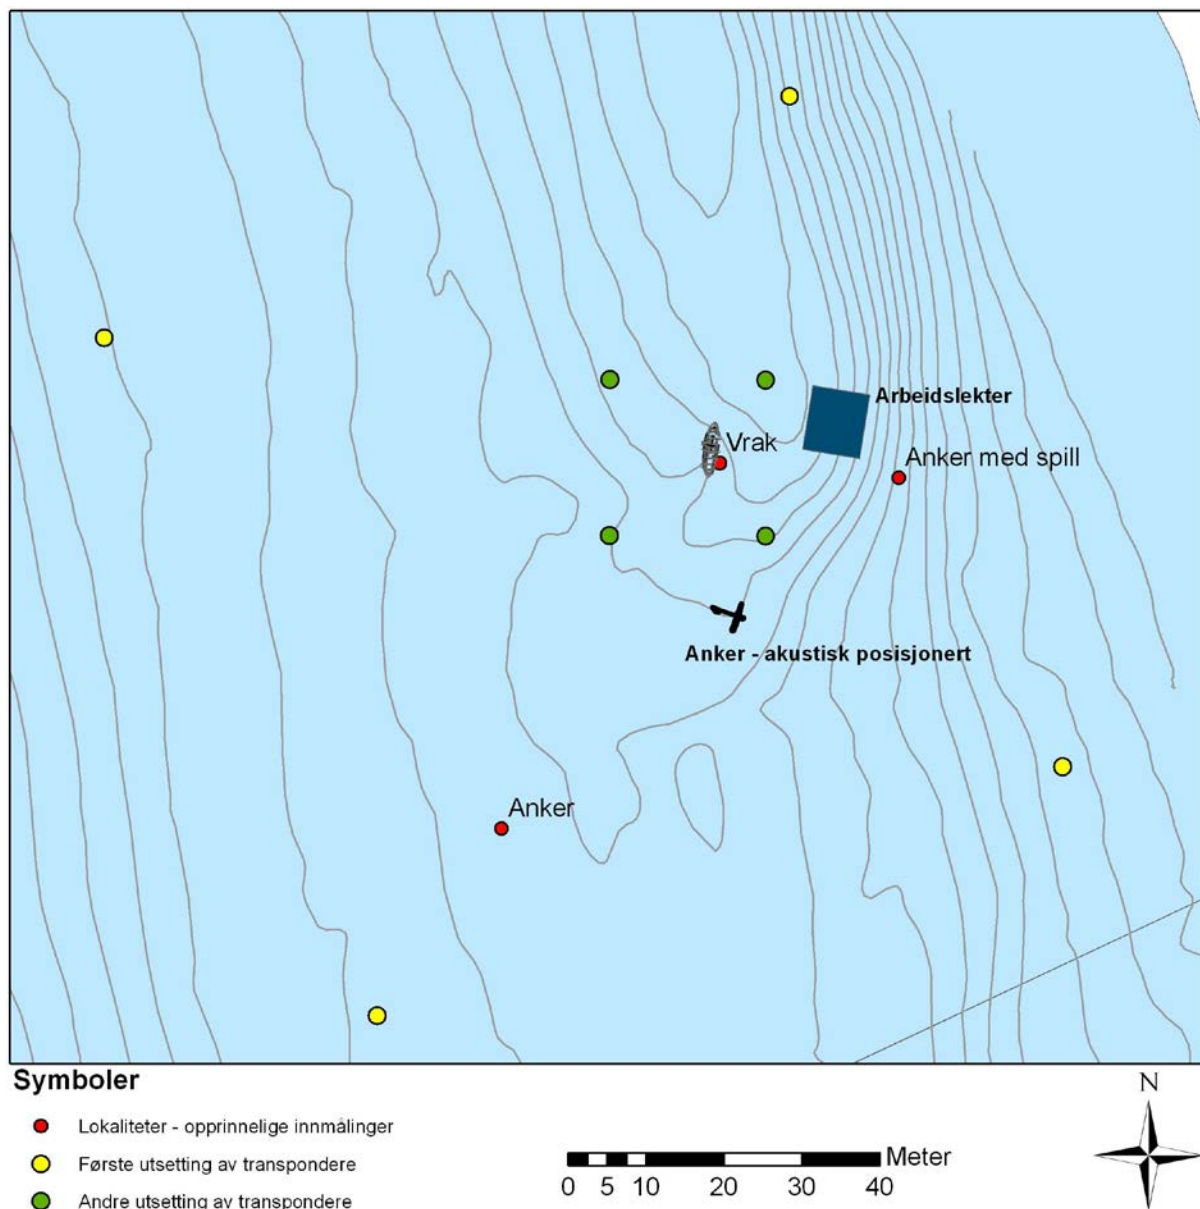 Arbeidslekter
Vrak
Anker med spill
Anker - akustisk posisjonert
Anker
Symboler
Lokaliteter - opprinnelige innmålinger
Første utsetting av transpondere
Andre utsetting av transpondere
Meter
0 5 10 20 30 40
N